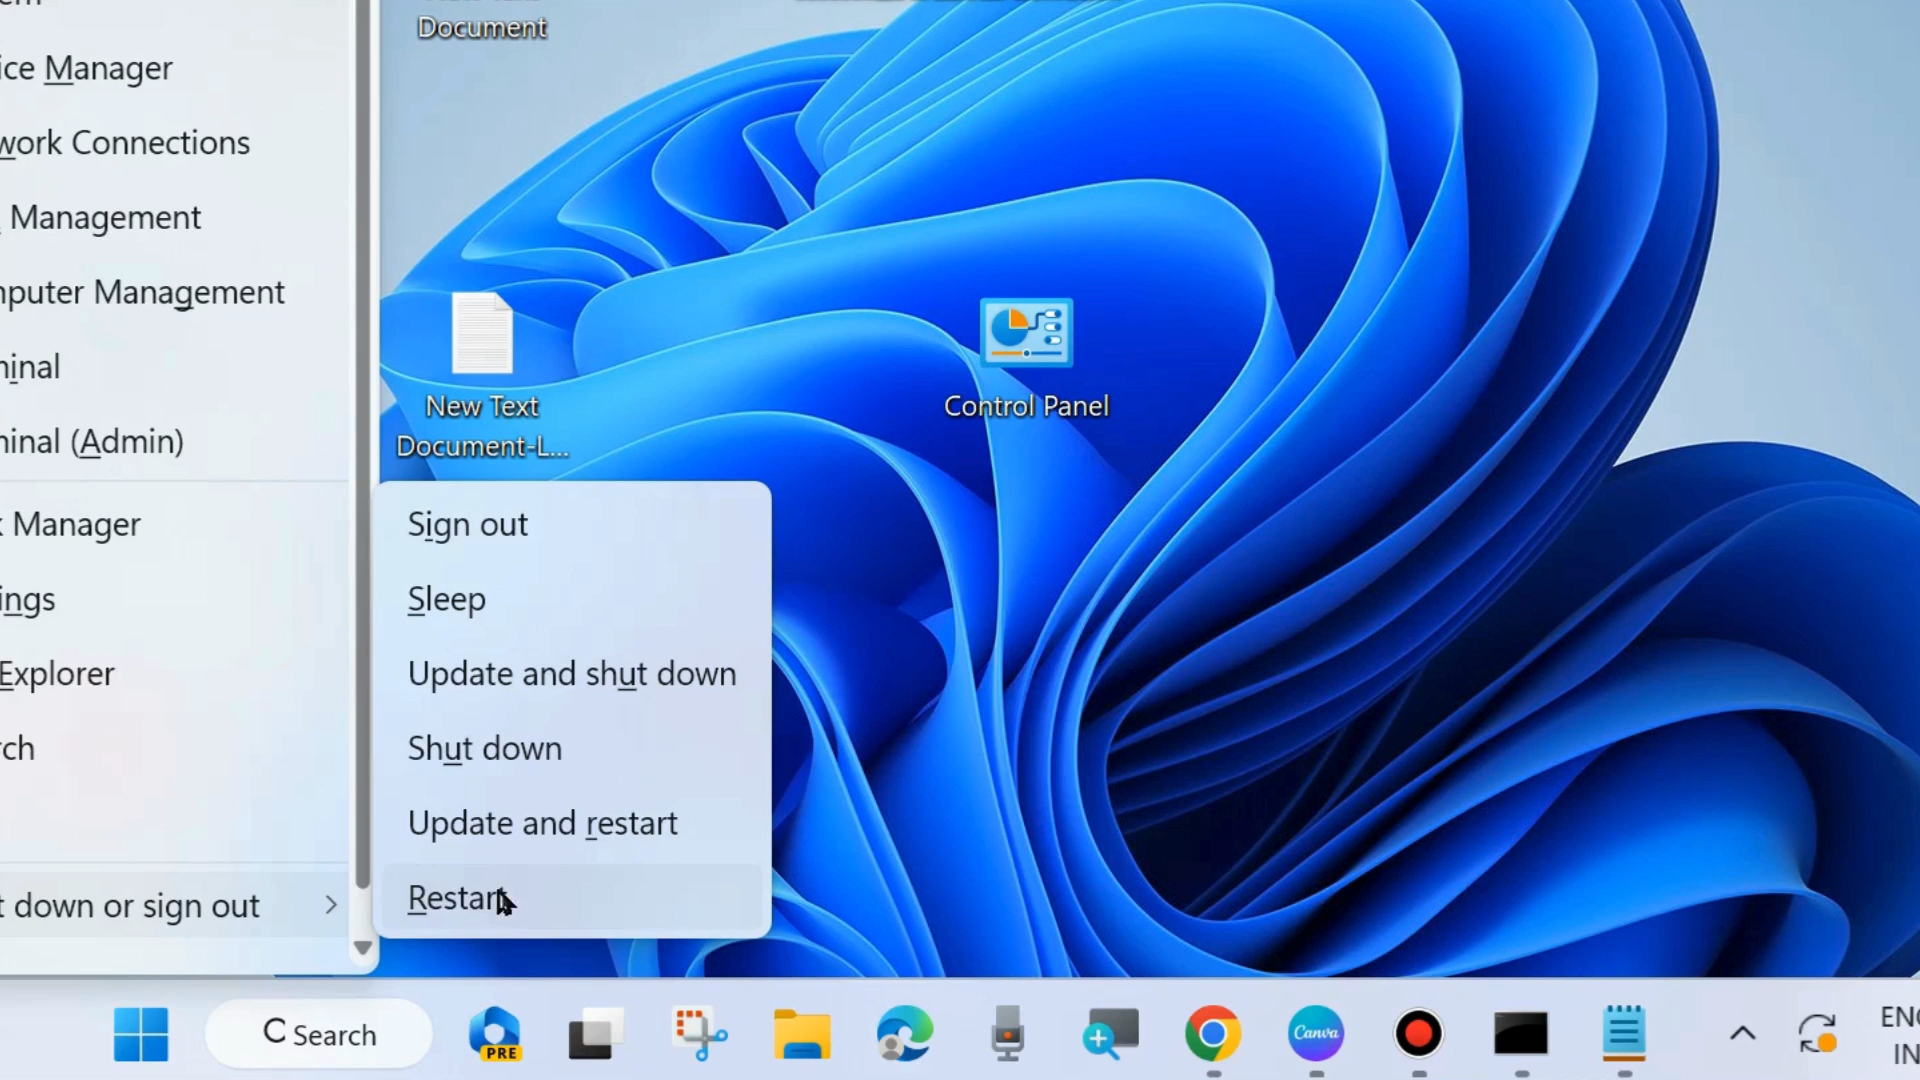 Document
ice Manager
work Connections
Management
nputer Management
ninal
ninal (Admin)
k Manager
ings
Explorer
rch
t down or sign out
New Text
Document-L...
Control Panel
Sign out
Sleep
Update and shut down
Shut down
Update and restart
Restart
Search
PRE
Canva
ENG
IN